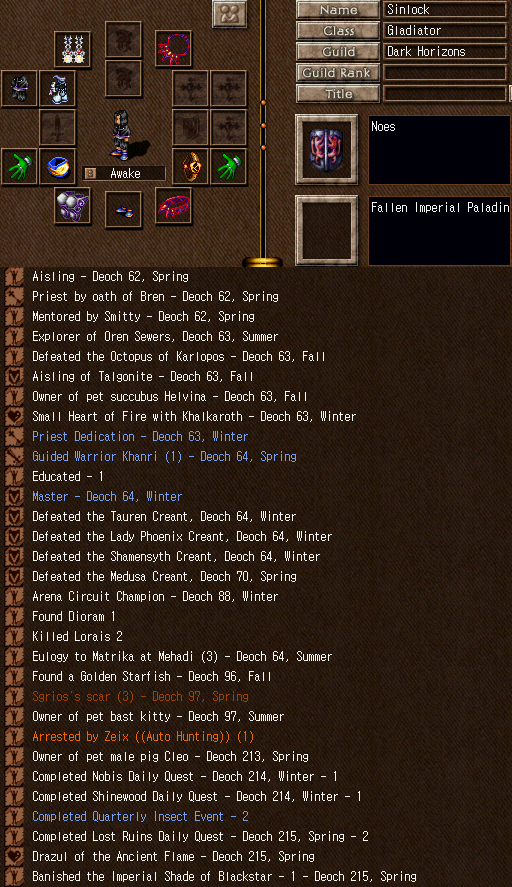 Name Sinlock
Class Gladiator
Guild Dark Horizons
Guild Rank
Title
Noes
Awake
Fallen Imperial Paladin
Aisling - Deoch 62, Spring
Priest by oath of Bren - Deoch 62, Spring
Mentored by Smitty - Deoch 62, Spring
Explorer of Oren Sewers, Deoch 63, Summer
Defeated the Octopus of Karlopos - Deoch 63, Fall
Aisling of Talgonite - Deoch 63, Fall
Owner of pet succubus Helvina - Deoch 63, Fall
Small Heart of Fire with Khalkaroth - Deoch 63, Winter
Priest Dedication - Deoch 63, Winter
Guided Warrior Khanri (1) - Deoch 64, Spring
Educated - 1
Master - Deoch 64, Winter
Defeated the Tauren Creant, Deoch 64, Winter
Defeated the Lady Phoenix Creant, Deoch 64, Winter
Defeated the Shamensyth Creant, Deoch 64, Winter
Defeated the Medusa Creant, Deoch 70, Spring
Arena Circuit Champion - Deoch 88, Winter
Found Dioram 1
Killed Lorais 2
Eulogy to Matrika at Mehadi (3) - Deoch 64, Summer
Found a Golden Starfish - Deoch 96, Fall
Sgrios's scar (3) - Deoch 97, Spring
Owner of pet bast kitty - Deoch 97, Summer
Arrested by Zeix ((Auto Hunting)) (1)
Owner of pet male pig Cleo - Deoch 213, Spring
Completed Nobis Daily Quest - Deoch 214, Winter - 1
Completed Shinewood Daily Quest - Deoch 214, Winter - 1
Completed Quarterly Insect Event - 2
Completed Lost Ruins Daily Quest - Deoch 215, Spring - 2
Drazul of the Ancient Flame - Deoch 215, Spring
Banished the Imperial Shade of Blackstar - 1 - Deoch 215, Spring